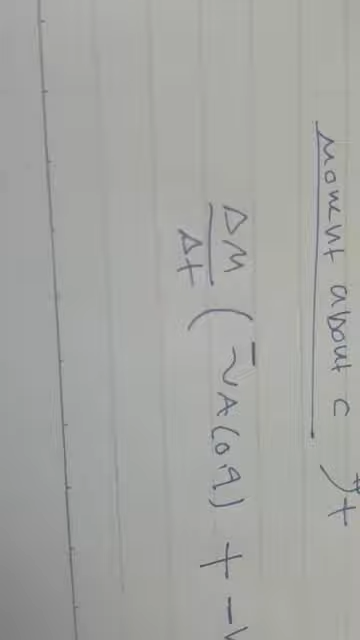 Moment about C ↻+
ΔM/Δt ( ṽ̄A(0.9) + -